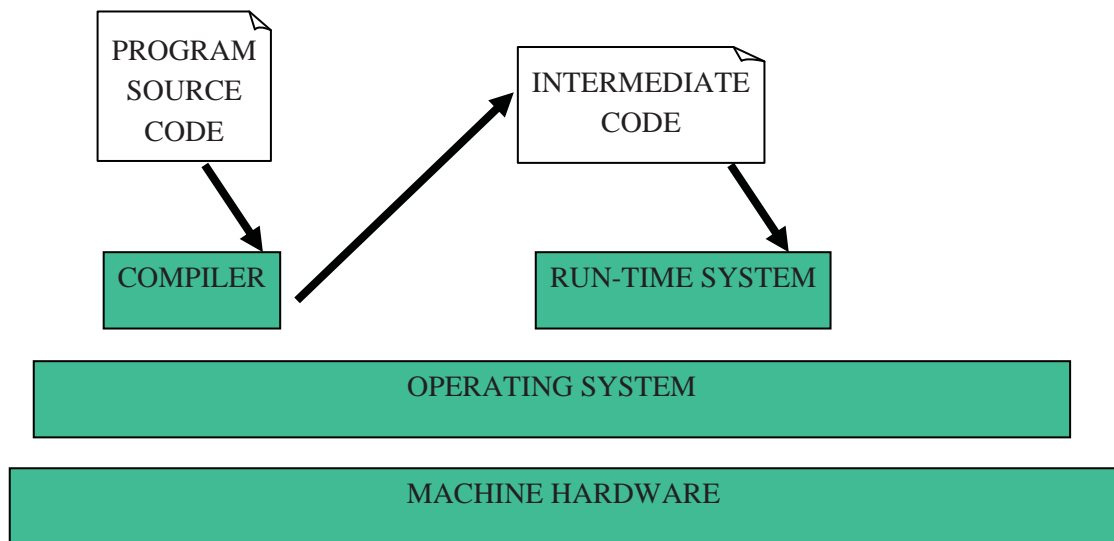 PROGRAM
SOURCE
CODE
INTERMEDIATE
CODE
COMPILER
RUN-TIME SYSTEM
OPERATING SYSTEM
MACHINE HARDWARE